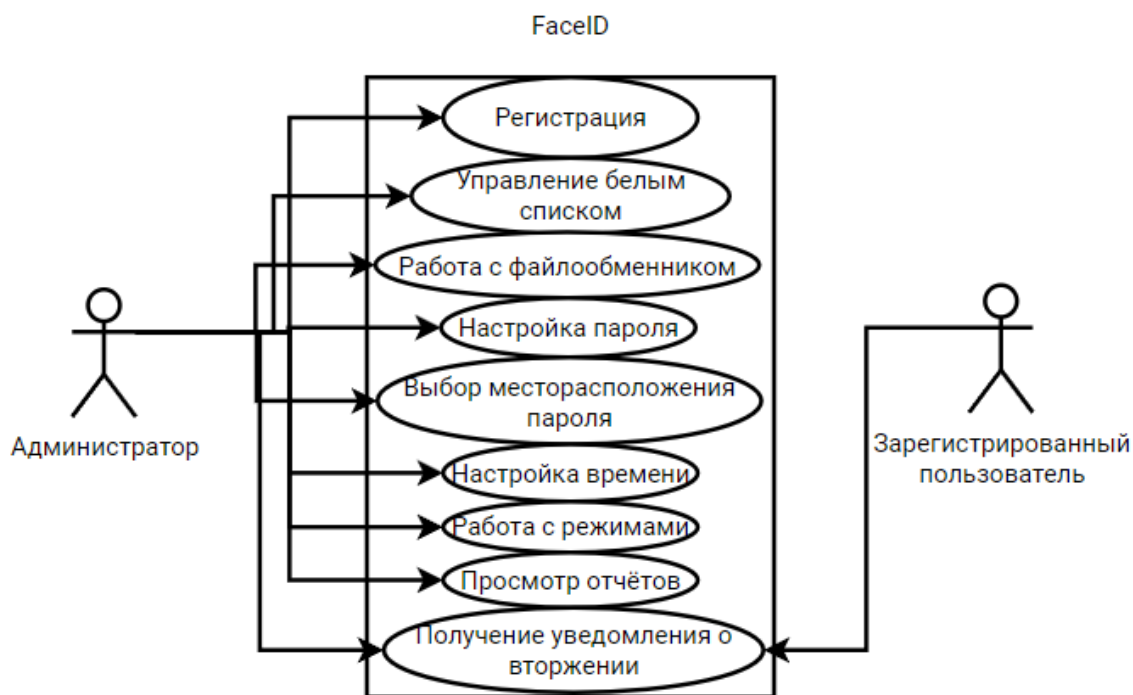 FaceID
Регистрация
Управление белым
списком
Работа с файлообменником
Настройка пароля
Выбор месторасположения
пароля
Настройка времени
Работа с режимами
Просмотр отчётов
Получение уведомления о
вторжении
Администратор
Зарегистрированный
пользователь